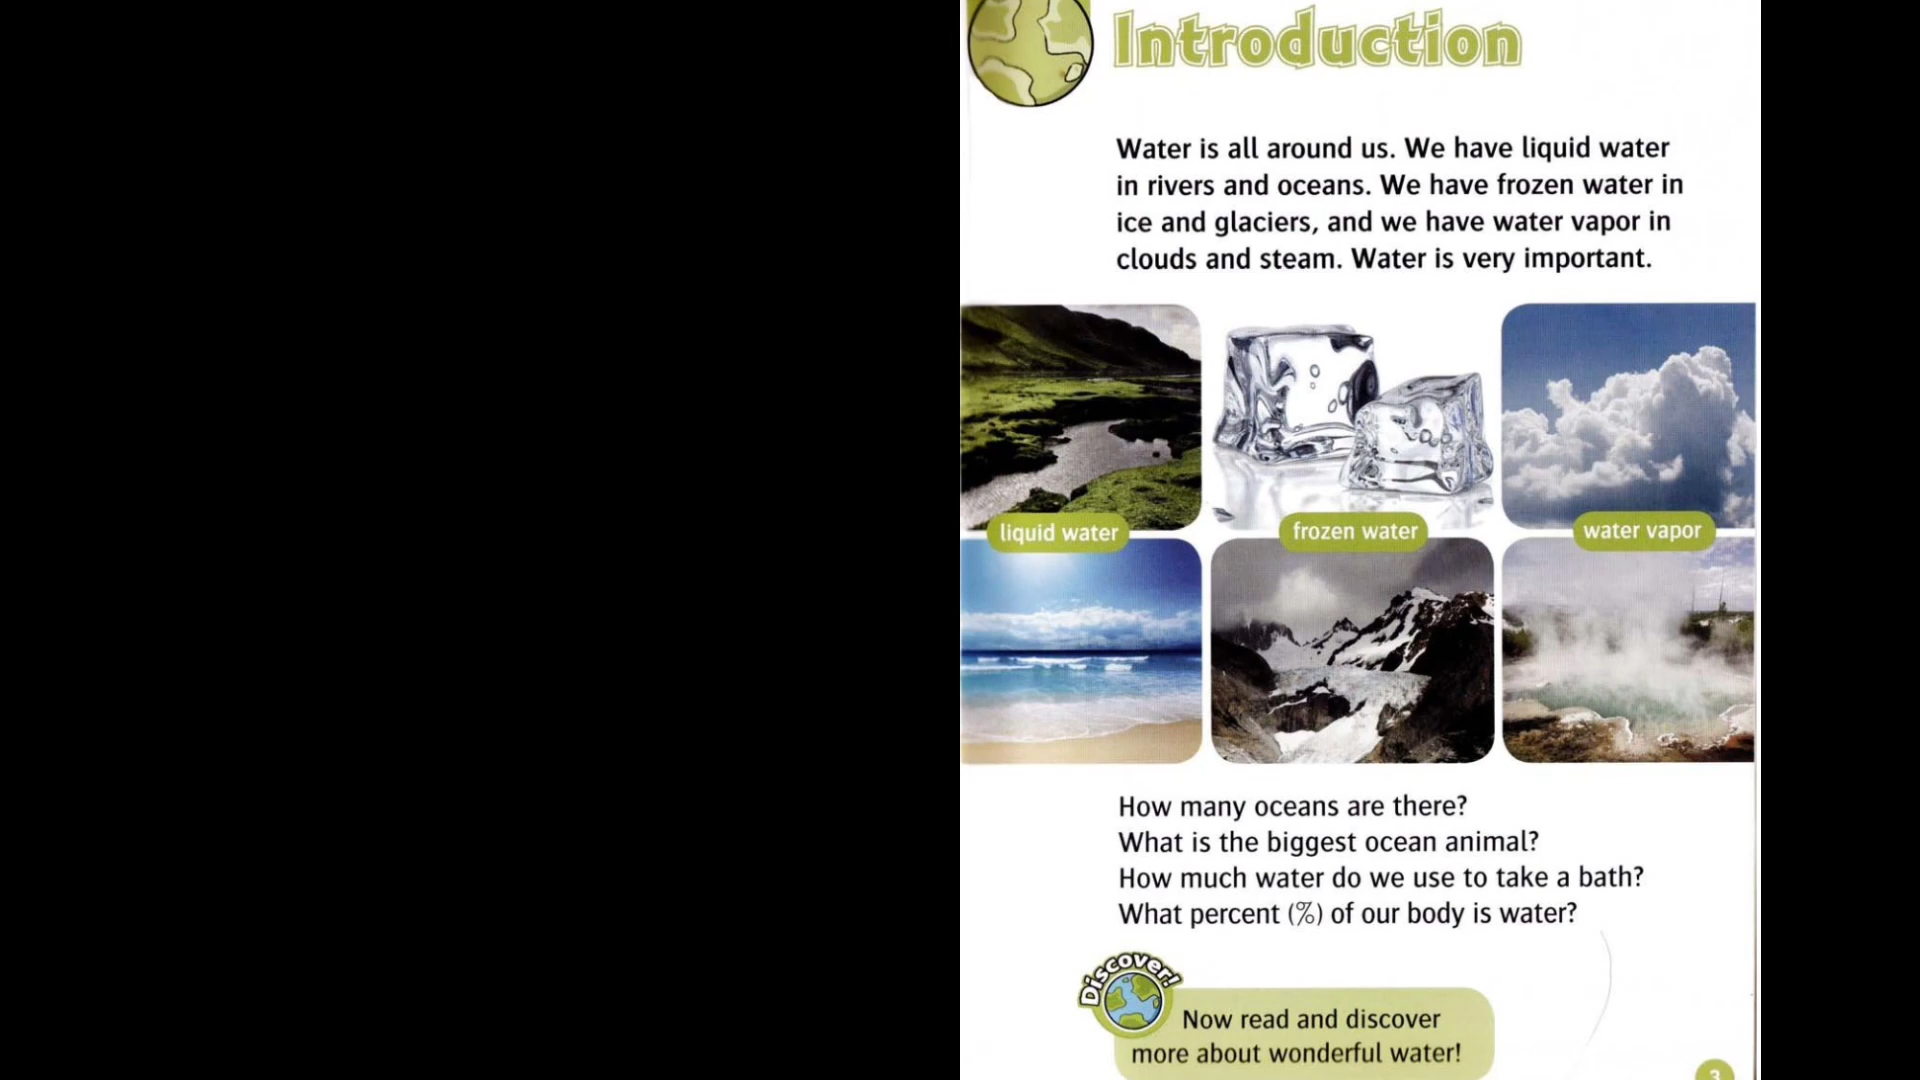 Introduction
Water is all around us. We have liquid water
in rivers and oceans. We have frozen water in
ice and glaciers, and we have water vapor in
clouds and steam. Water is very important.
liquid water
frozen water
water vapor
How many oceans are there?
What is the biggest ocean animal?
How much water do we use to take a bath?
What percent (%) of our body is water?
Discover!
Now read and discover
more about wonderful water!
3